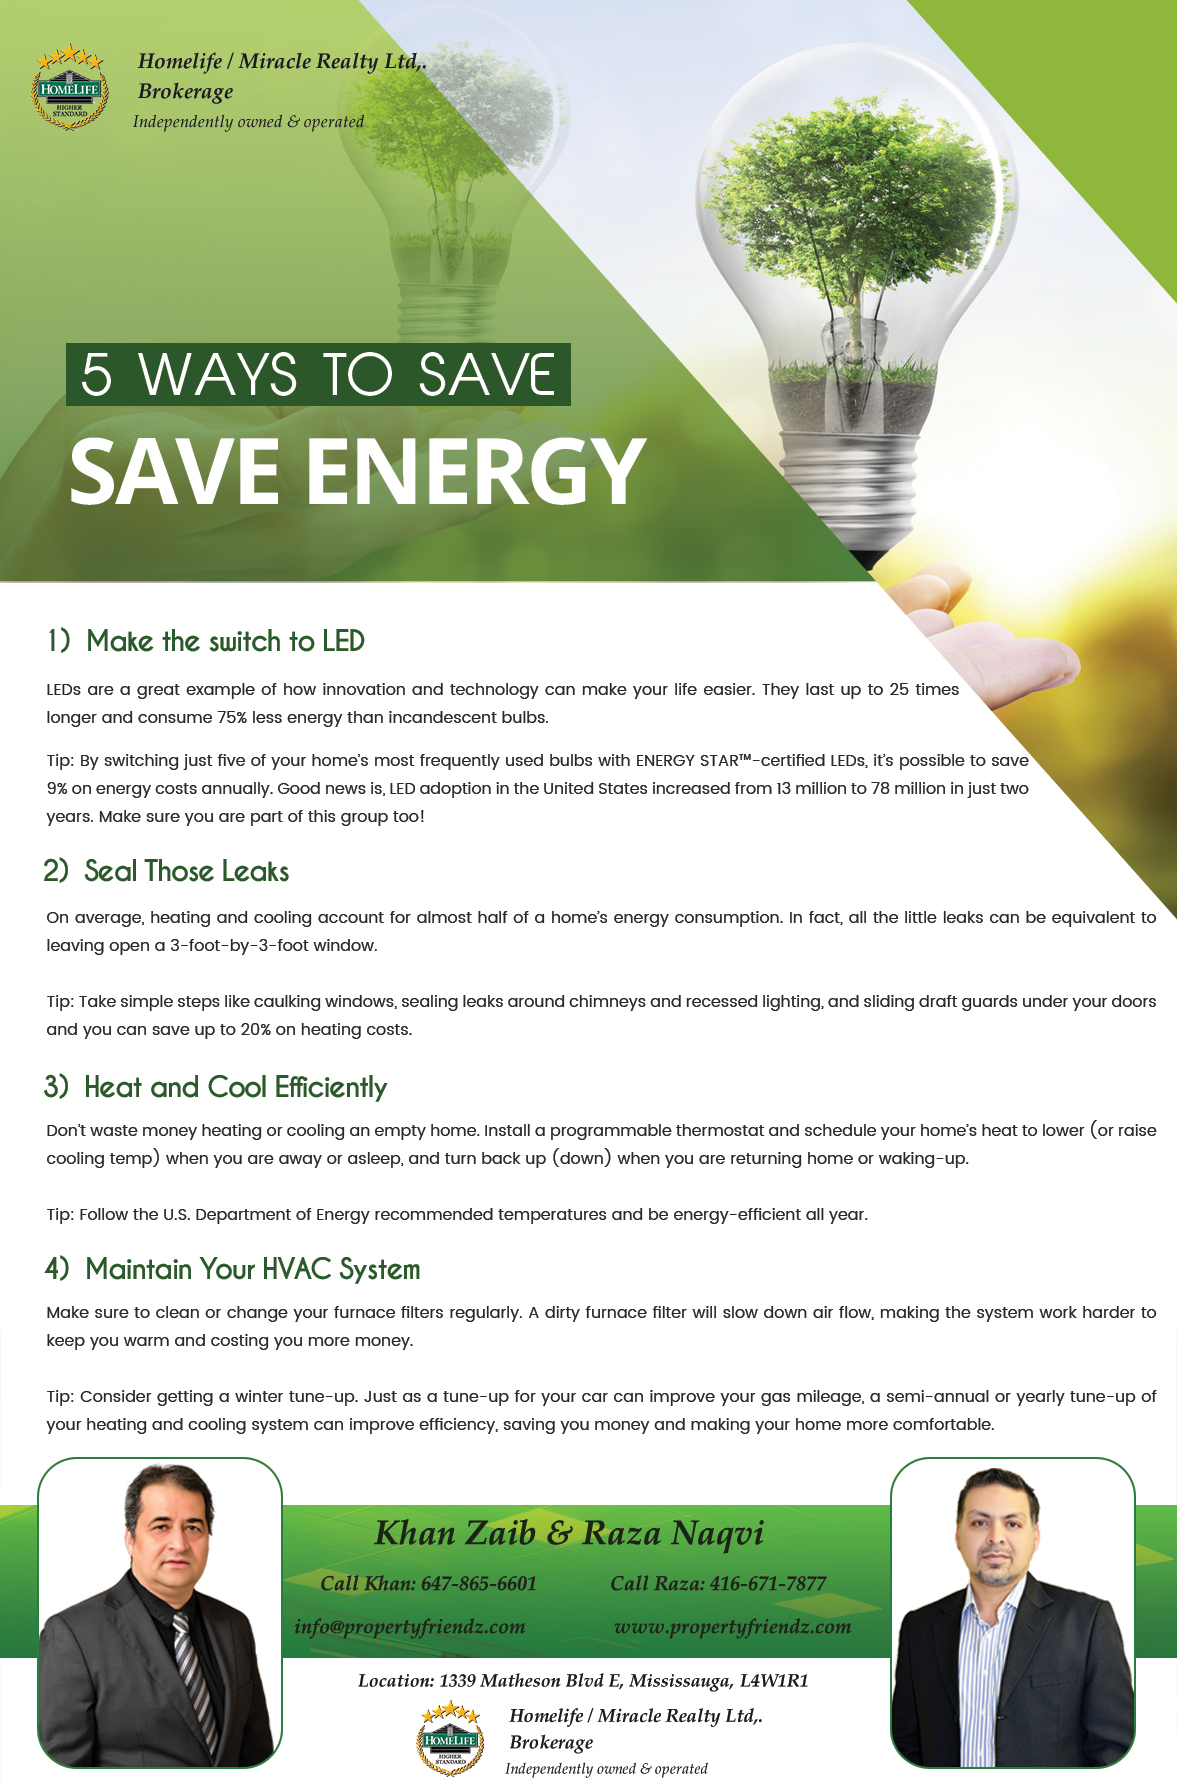 Homelife / Miracle Realty Ltd,.
Brokerage
Independently owned & operated
HOMELIFE
HIGHER
STANDARD
5 WAYS TO SAVE
SAVE ENERGY
1) Make the switch to LED
LEDs are a great example of how innovation and technology can make your life easier. They last up to 25 times
longer and consume 75% less energy than incandescent bulbs.
Tip: By switching just five of your home's most frequently used bulbs with ENERGY STAR™-certified LEDs, it's possible to save
9% on energy costs annually. Good news is, LED adoption in the United States increased from 13 million to 78 million in just two
years. Make sure you are part of this group too!
2) Seal Those Leaks
On average, heating and cooling account for almost half of a home's energy consumption. In fact, all the little leaks can be equivalent to
leaving open a 3-foot-by-3-foot window.
Tip: Take simple steps like caulking windows, sealing leaks around chimneys and recessed lighting, and sliding draft guards under your doors
and you can save up to 20% on heating costs.
3) Heat and Cool Efficiently
Don't waste money heating or cooling an empty home. Install a programmable thermostat and schedule your home's heat to lower (or raise
cooling temp) when you are away or asleep, and turn back up (down) when you are returning home or waking-up.
Tip: Follow the U.S. Department of Energy recommended temperatures and be energy-efficient all year.
4) Maintain Your HVAC System
Make sure to clean or change your furnace filters regularly. A dirty furnace filter will slow down air flow, making the system work harder to
keep you warm and costing you more money.
Tip: Consider getting a winter tune-up. Just as a tune-up for your car can improve your gas mileage, a semi-annual or yearly tune-up of
your heating and cooling system can improve efficiency, saving you money and making your home more comfortable.
Khan Zaib & Raza Naqvi
Call Khan: 647-865-6601
Call Raza: 416-671-7877
info@propertyfriendz.com
www.propertyfriendz.com
Location: 1339 Matheson Blvd E, Mississauga, L4W1R1
HOMELIFE
HIGHER
STANDARD
Homelife / Miracle Realty Ltd,.
Brokerage
Independently owned & operated